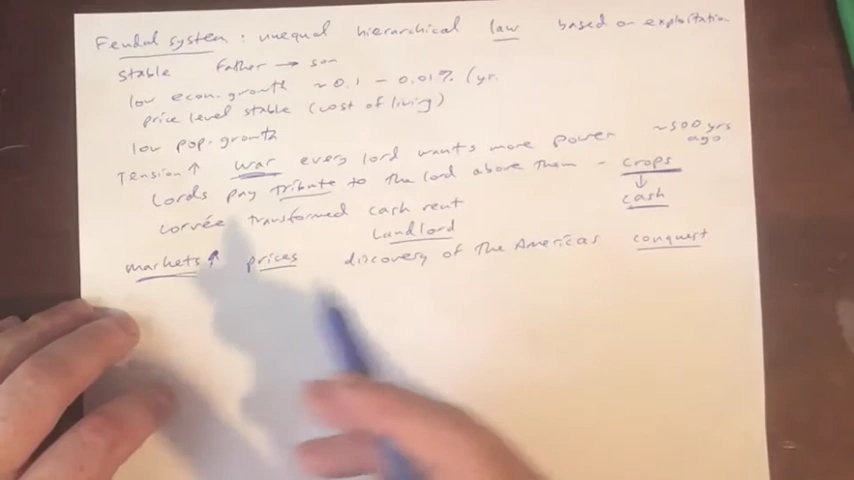 Feudal system : unequal hierarchical law based on exploitation
stable Father → son
low econ. growth ~0.1 - 0.01% (yr.
price level stable (cost of living)
low pop. growth
Tension ↑ war every lord wants more power ~500 yrs ago
Lords pay tribute to the lord above them - crops
↓
corvée transformed cash rent cash
Landlord
markets ↑ prices discovery of the Americas conquest